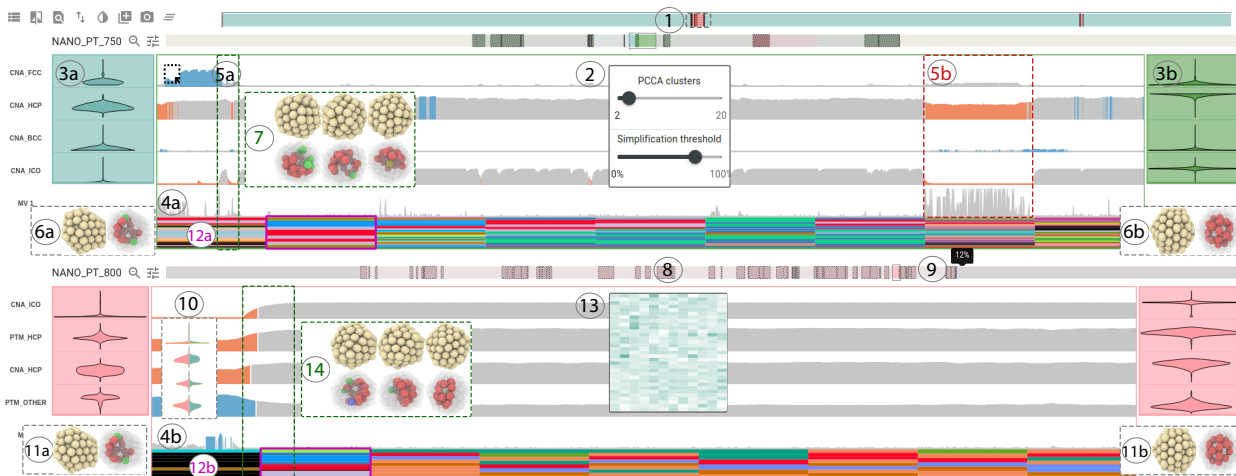 1
NANO_PT_750
3a
5a
2
5b
3b
CNA_FCC
PCCA clusters
CNA_HCP
2
20
7
Simplification threshold
CNA_BCC
CNA_ICO
0%
100%
4a
MV 1
6a
12a
6b
NANO_PT_800
8
9
12%
10
13
CNA_ICO
PTM_HCP
14
CNA_HCP
PTM_OTHER
4b
11a
11b
12b